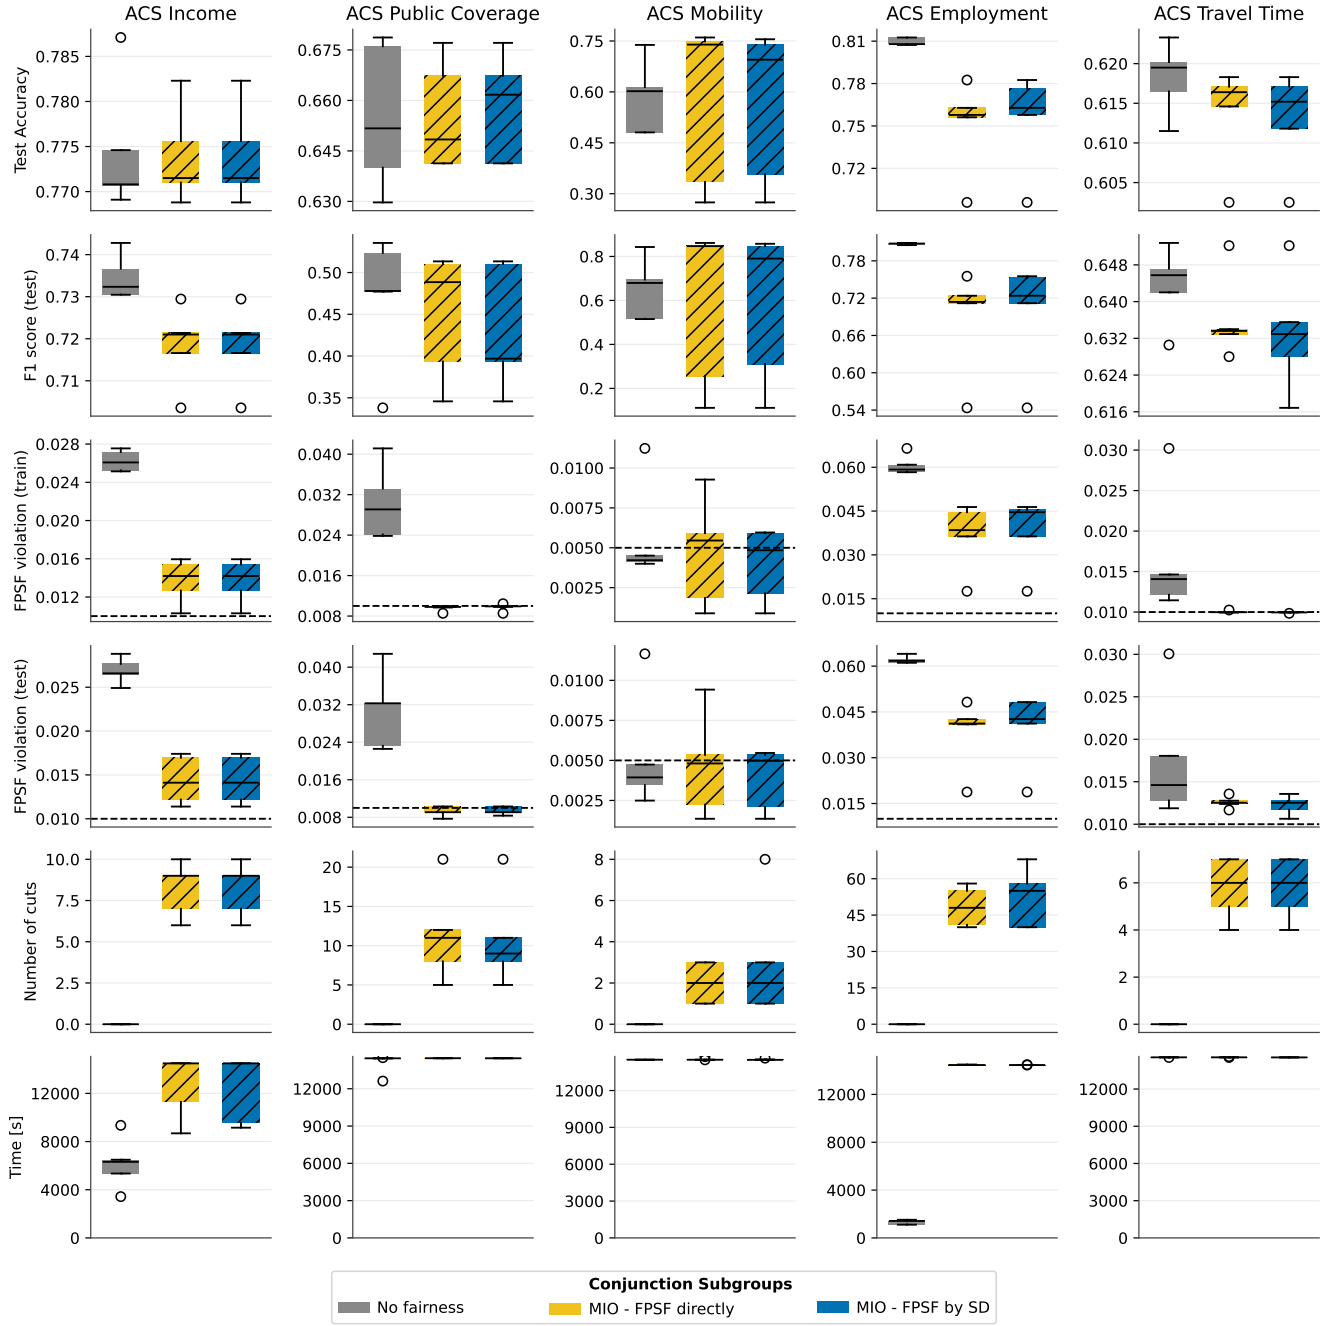 ACS Income ACS Public Coverage ACS Mobility ACS Employment ACS Travel Time
Test Accuracy
0.785 0.780 0.775 0.770
0.675 0.660 0.645 0.630
0.75 0.60 0.45 0.30
0.81 0.78 0.75 0.72
0.620 0.615 0.610 0.605
F1 score (test)
0.74 0.73 0.72 0.71
0.50 0.45 0.40 0.35
0.8 0.6 0.4 0.2
0.78 0.72 0.66 0.60 0.54
0.648 0.640 0.632 0.624 0.616
FPSF violation (train)
0.028 0.024 0.020 0.016 0.012
0.040 0.032 0.024 0.016 0.008
0.0100 0.0075 0.0050 0.0025
0.060 0.045 0.030 0.015
0.030 0.025 0.020 0.015 0.010
FPSF violation (test)
0.025 0.020 0.015 0.010
0.040 0.032 0.024 0.016 0.008
0.0100 0.0075 0.0050 0.0025
0.060 0.045 0.030 0.015
0.030 0.025 0.020 0.015 0.010
Number of cuts
10.0 7.5 5.0 2.5 0.0
20 15 10 5 0
8 6 4 2 0
60 45 30 15 0
6 4 2 0
Time [s]
12000 8000 4000 0
12000 9000 6000 3000 0
12000 9000 6000 3000 0
12000 8000 4000 0
12000 9000 6000 3000 0
Conjunction Subgroups
No fairness MIO - FPSF directly MIO - FPSF by SD